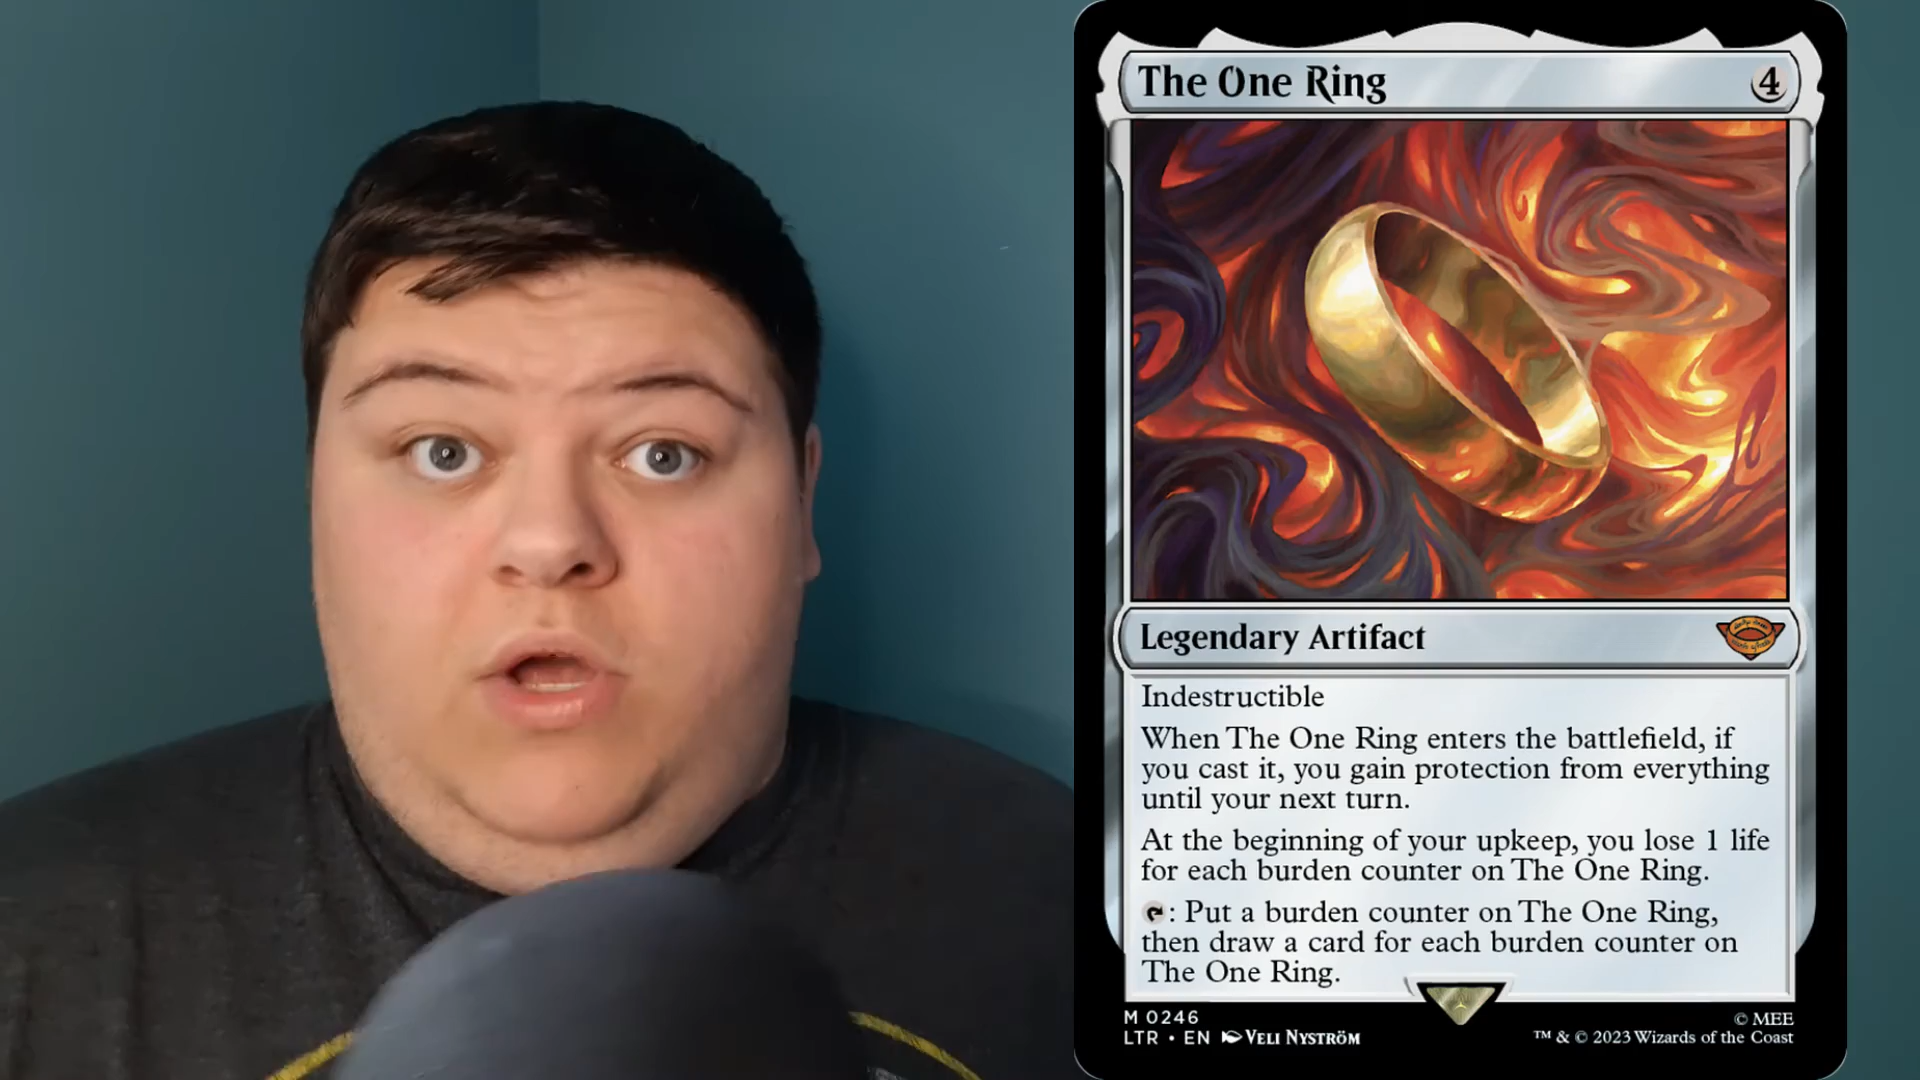 The One Ring 4
Legendary Artifact
Indestructible
When The One Ring enters the battlefield, if
you cast it, you gain protection from everything
until your next turn.
At the beginning of your upkeep, you lose 1 life
for each burden counter on The One Ring.
: Put a burden counter on The One Ring,
then draw a card for each burden counter on
The One Ring.
M 0246
LTR • EN VELI NYSTRÖM
© MEE
™ & © 2023 Wizards of the Coast